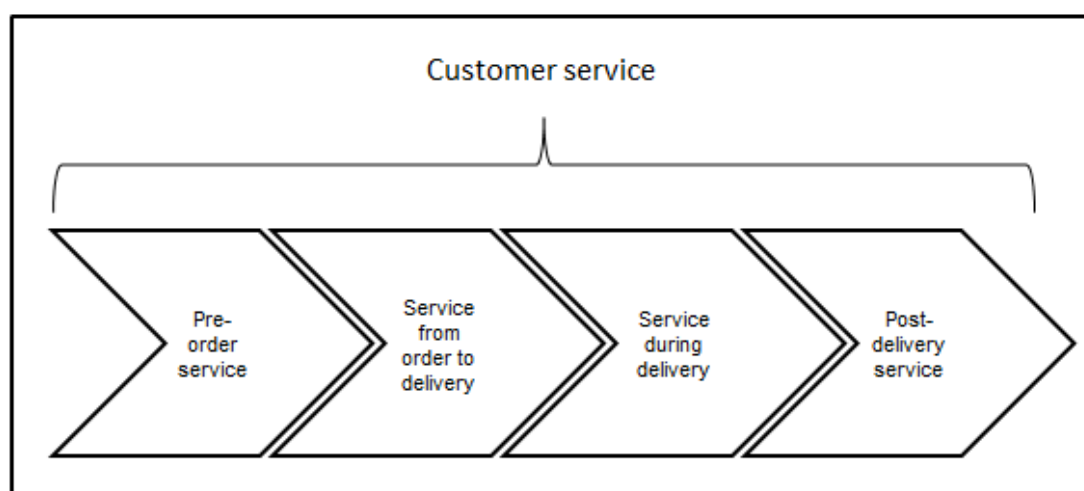 Customer service
Pre-
order
service
Service
from
order to
delivery
Service
during
delivery
Post-
delivery
service